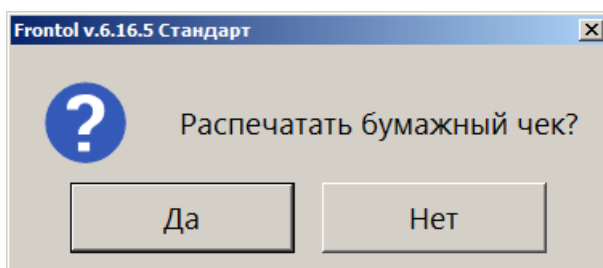 Frontol v.6.16.5 Стандарт
?
Распечатать бумажный чек?
Да
Нет